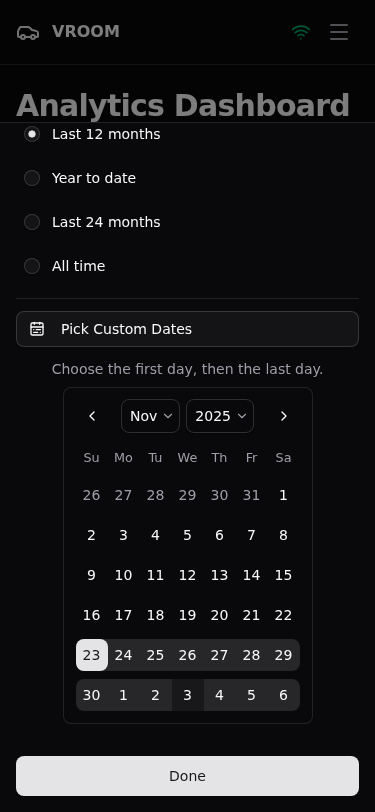 VROOM
Analytics Dashboard
Last 12 months
Year to date
Last 24 months
All time
Pick Custom Dates
Choose the first day, then the last day.
Nov 2025
Su Mo Tu We Th Fr Sa
26 27 28 29 30 31 1
2 3 4 5 6 7 8
9 10 11 12 13 14 15
16 17 18 19 20 21 22
23 24 25 26 27 28 29
30 1 2 3 4 5 6
Done